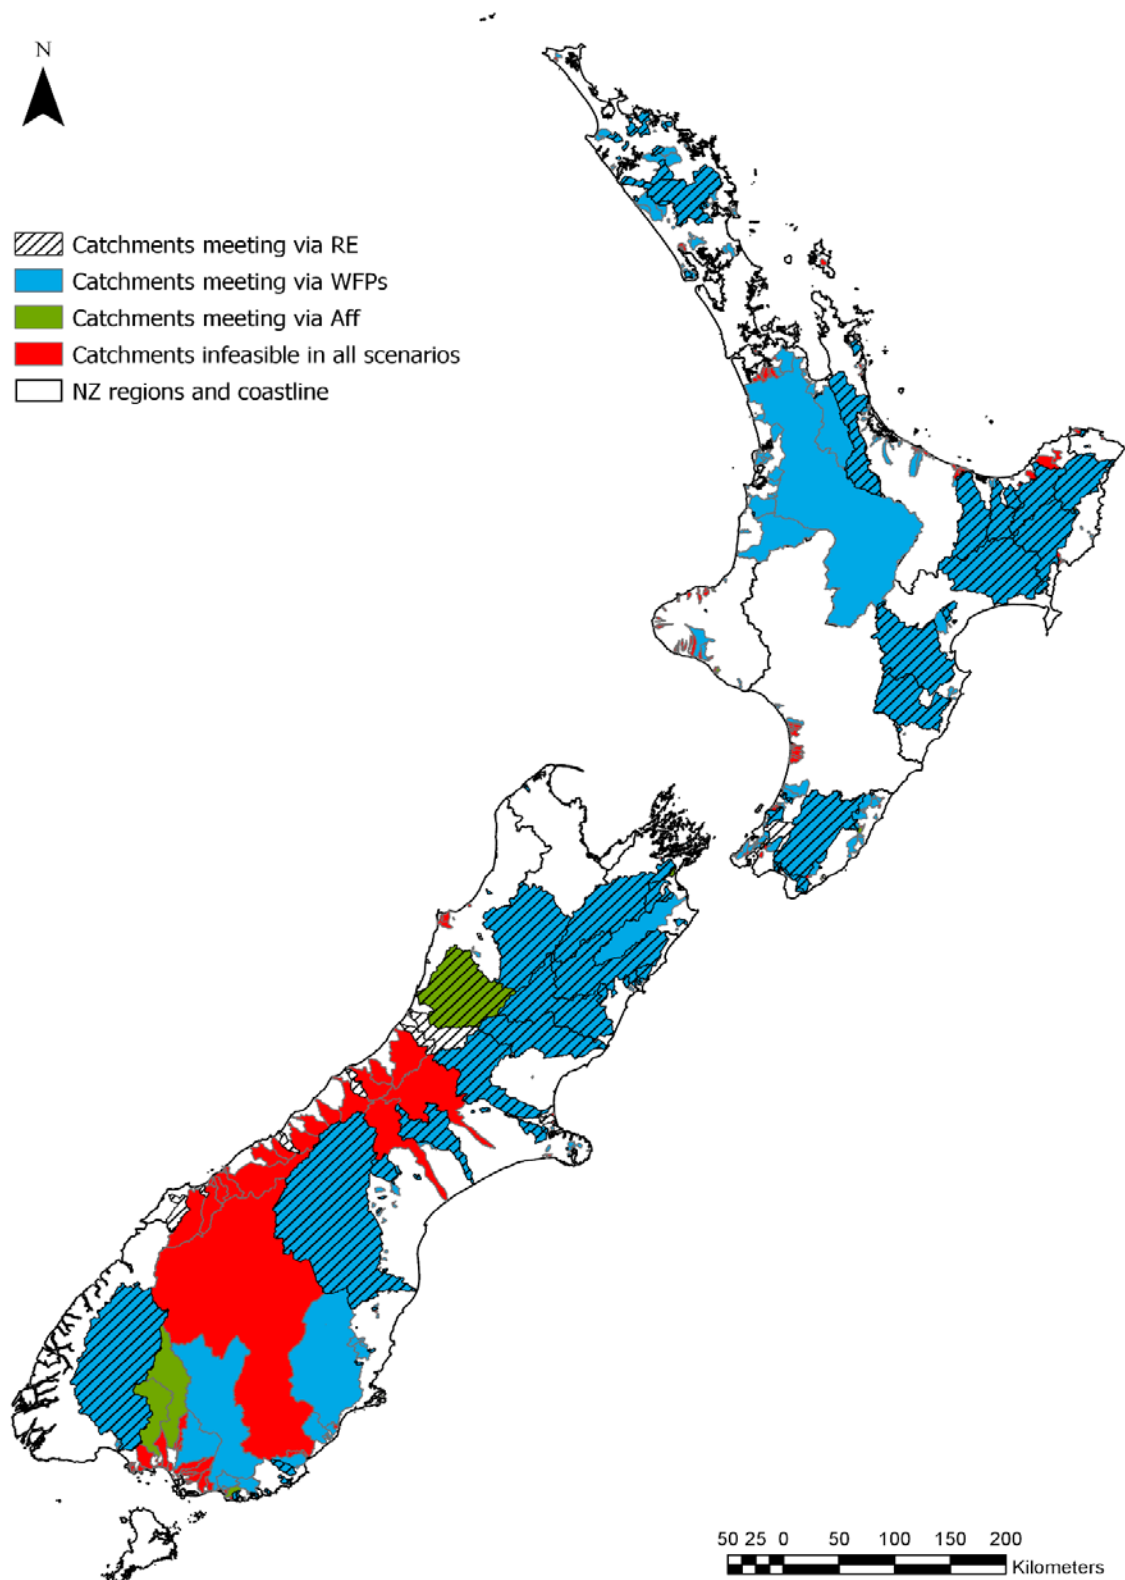 N
Catchments meeting via RE
Catchments meeting via WFPs
Catchments meeting via Aff
Catchments infeasible in all scenarios
NZ regions and coastline
50 25 0 50 100 150 200
Kilometers